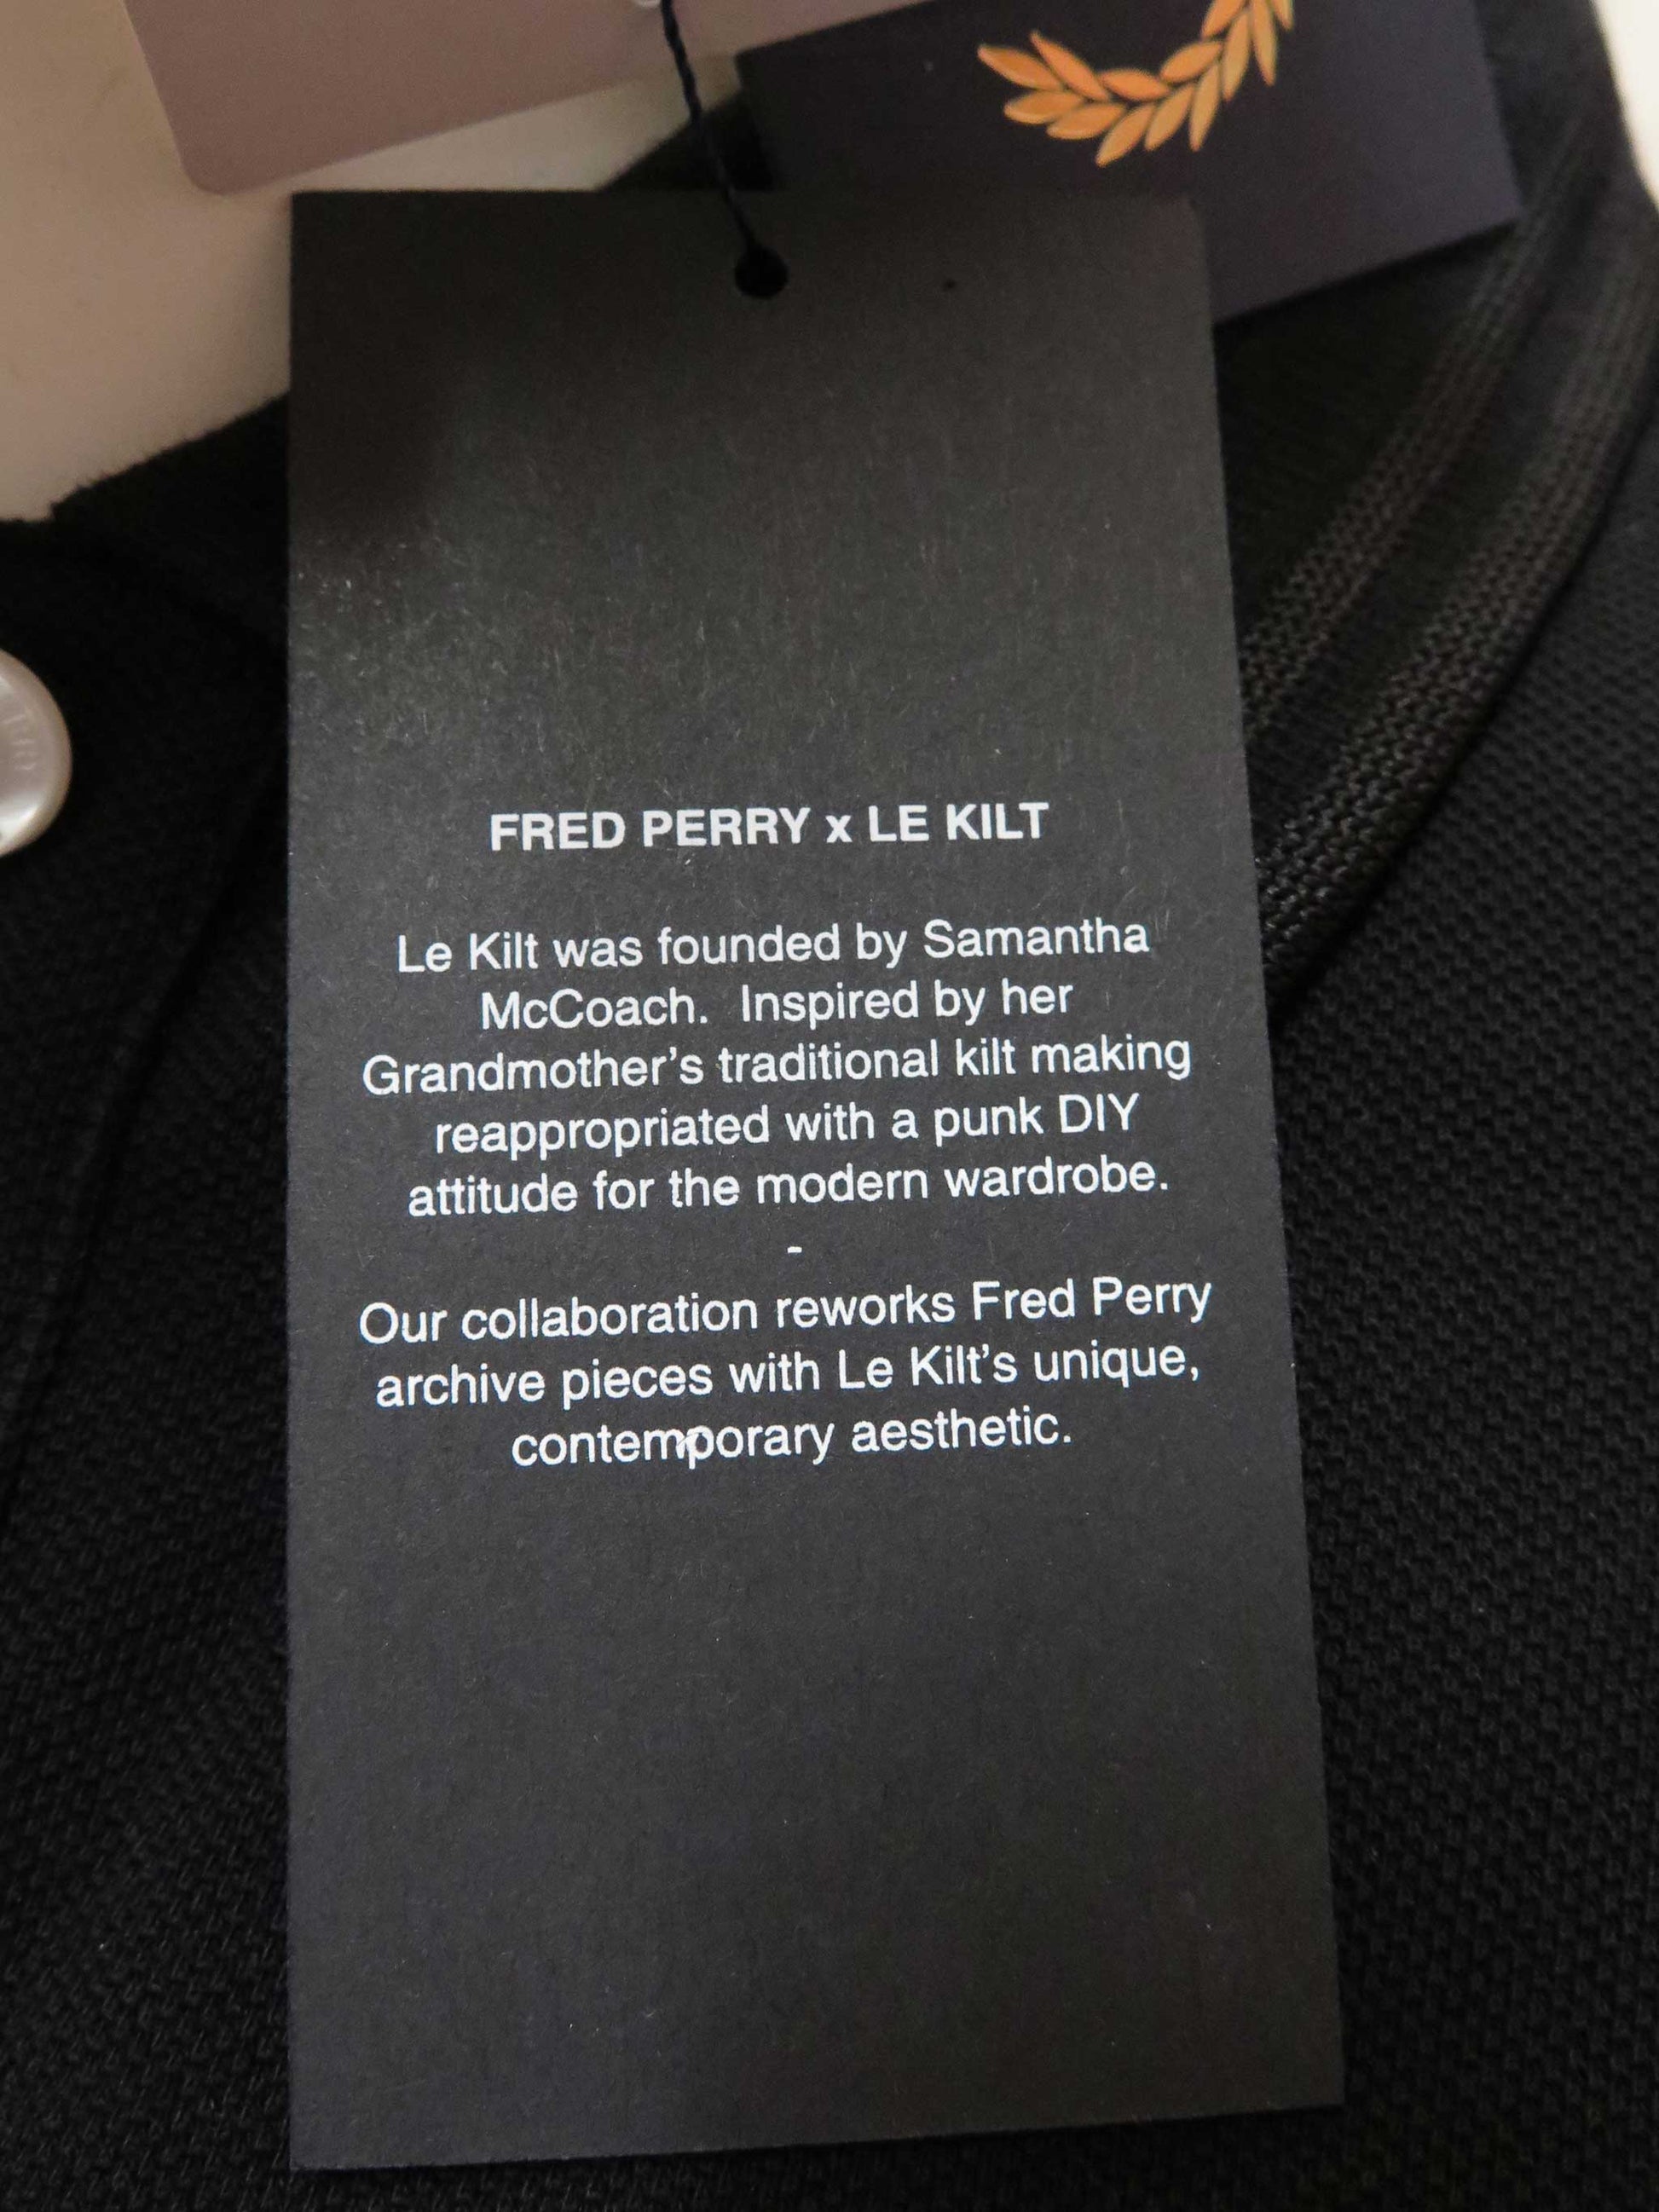 FRED PERRY x LE KILT
Le Kilt was founded by Samantha
McCoach.  Inspired by her
Grandmother's traditional kilt making
reappropriated with a punk DIY
attitude for the modern wardrobe.
-
Our collaboration reworks Fred Perry
archive pieces with Le Kilt's unique,
contemporary aesthetic.